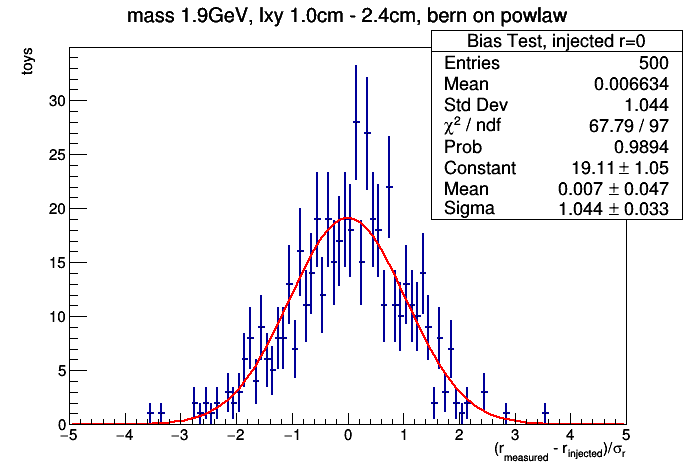 mass 1.9GeV, lxy 1.0cm - 2.4cm, bern on powlaw
Bias Test, injected r=0
Entries 500
Mean 0.006634
Std Dev 1.044
χ² / ndf 67.79 / 97
Prob 0.9894
Constant 19.11 ± 1.05
Mean 0.007 ± 0.047
Sigma 1.044 ± 0.033
toys
30
25
20
15
10
5
0
−5 −4 −3 −2 −1 0 1 2 3 4 5
(r_measured - r_injected)/σ_r